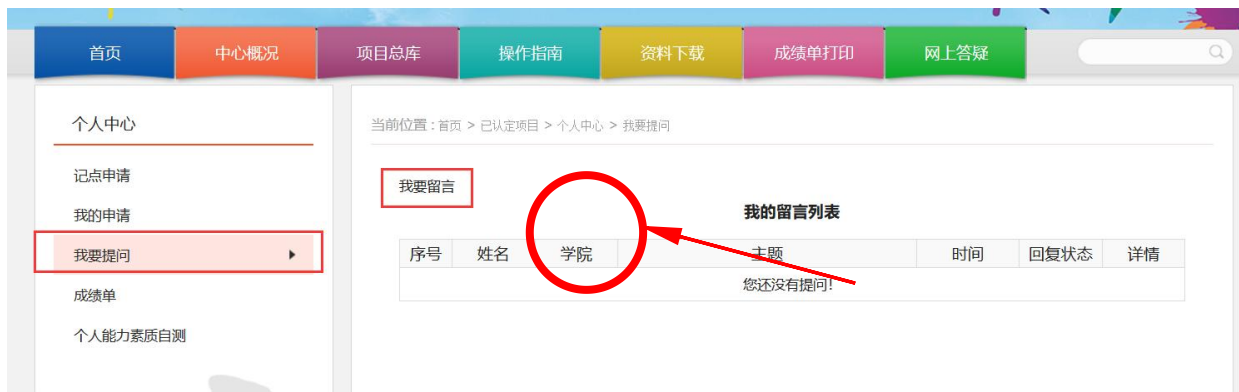 首页 中心概况 项目总库 操作指南 资料下载 成绩单打印 网上答疑
个人中心
记点申请
我的申请
我要提问
成绩单
个人能力素质自测
当前位置：首页 > 已认定项目 > 个人中心 > 我要提问
我要留言
我的留言列表
序号 姓名 学院 主题 时间 回复状态 详情
您还没有提问!